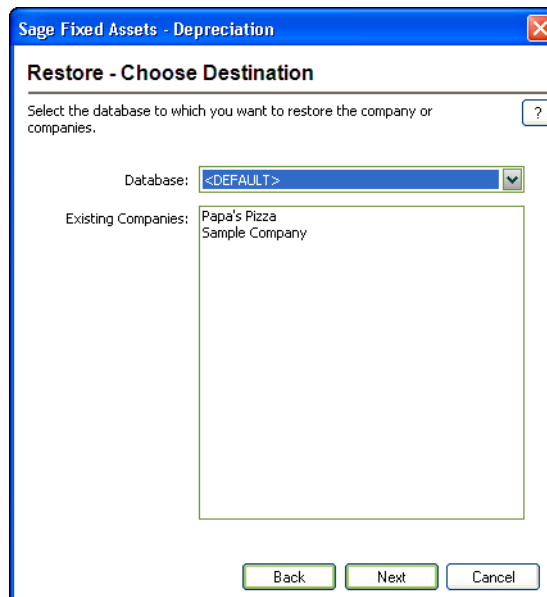 Sage Fixed Assets - Depreciation
Restore - Choose Destination
Select the database to which you want to restore the company or
companies.
?
Database: <DEFAULT>
Existing Companies: Papa's Pizza
Sample Company
Back Next Cancel